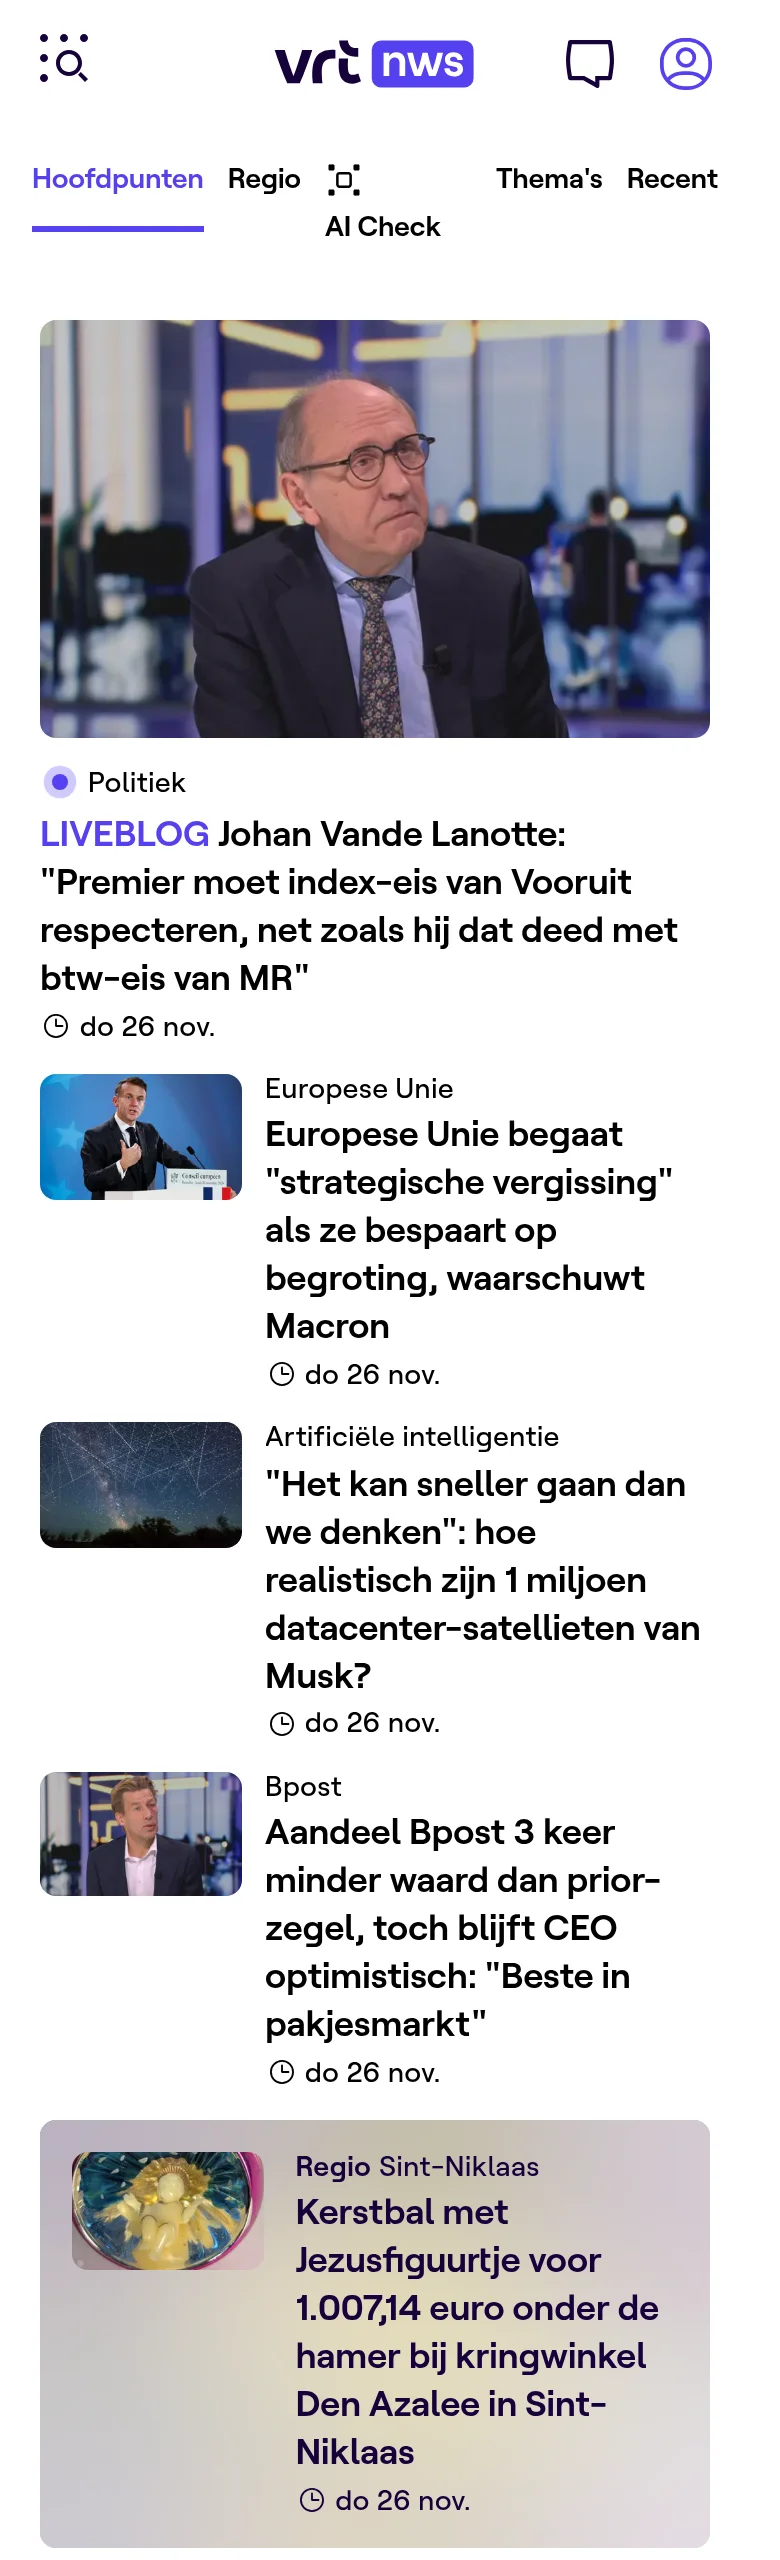 vrt nws
Hoofdpunten
Regio
AI Check
Thema's
Recent
Politiek
LIVEBLOG Johan Vande Lanotte:
"Premier moet index-eis van Vooruit
respecteren, net zoals hij dat deed met
btw-eis van MR"
do 26 nov.
Conseil européen
Europese Unie
Europese Unie begaat
"strategische vergissing"
als ze bespaart op
begroting, waarschuwt
Macron
do 26 nov.
Artificiële intelligentie
"Het kan sneller gaan dan
we denken": hoe
realistisch zijn 1 miljoen
datacenter-satellieten van
Musk?
do 26 nov.
Bpost
Aandeel Bpost 3 keer
minder waard dan prior-
zegel, toch blijft CEO
optimistisch: "Beste in
pakjesmarkt"
do 26 nov.
Regio Sint-Niklaas
Kerstbal met
Jezusfiguurtje voor
1.007,14 euro onder de
hamer bij kringwinkel
Den Azalee in Sint-
Niklaas
do 26 nov.